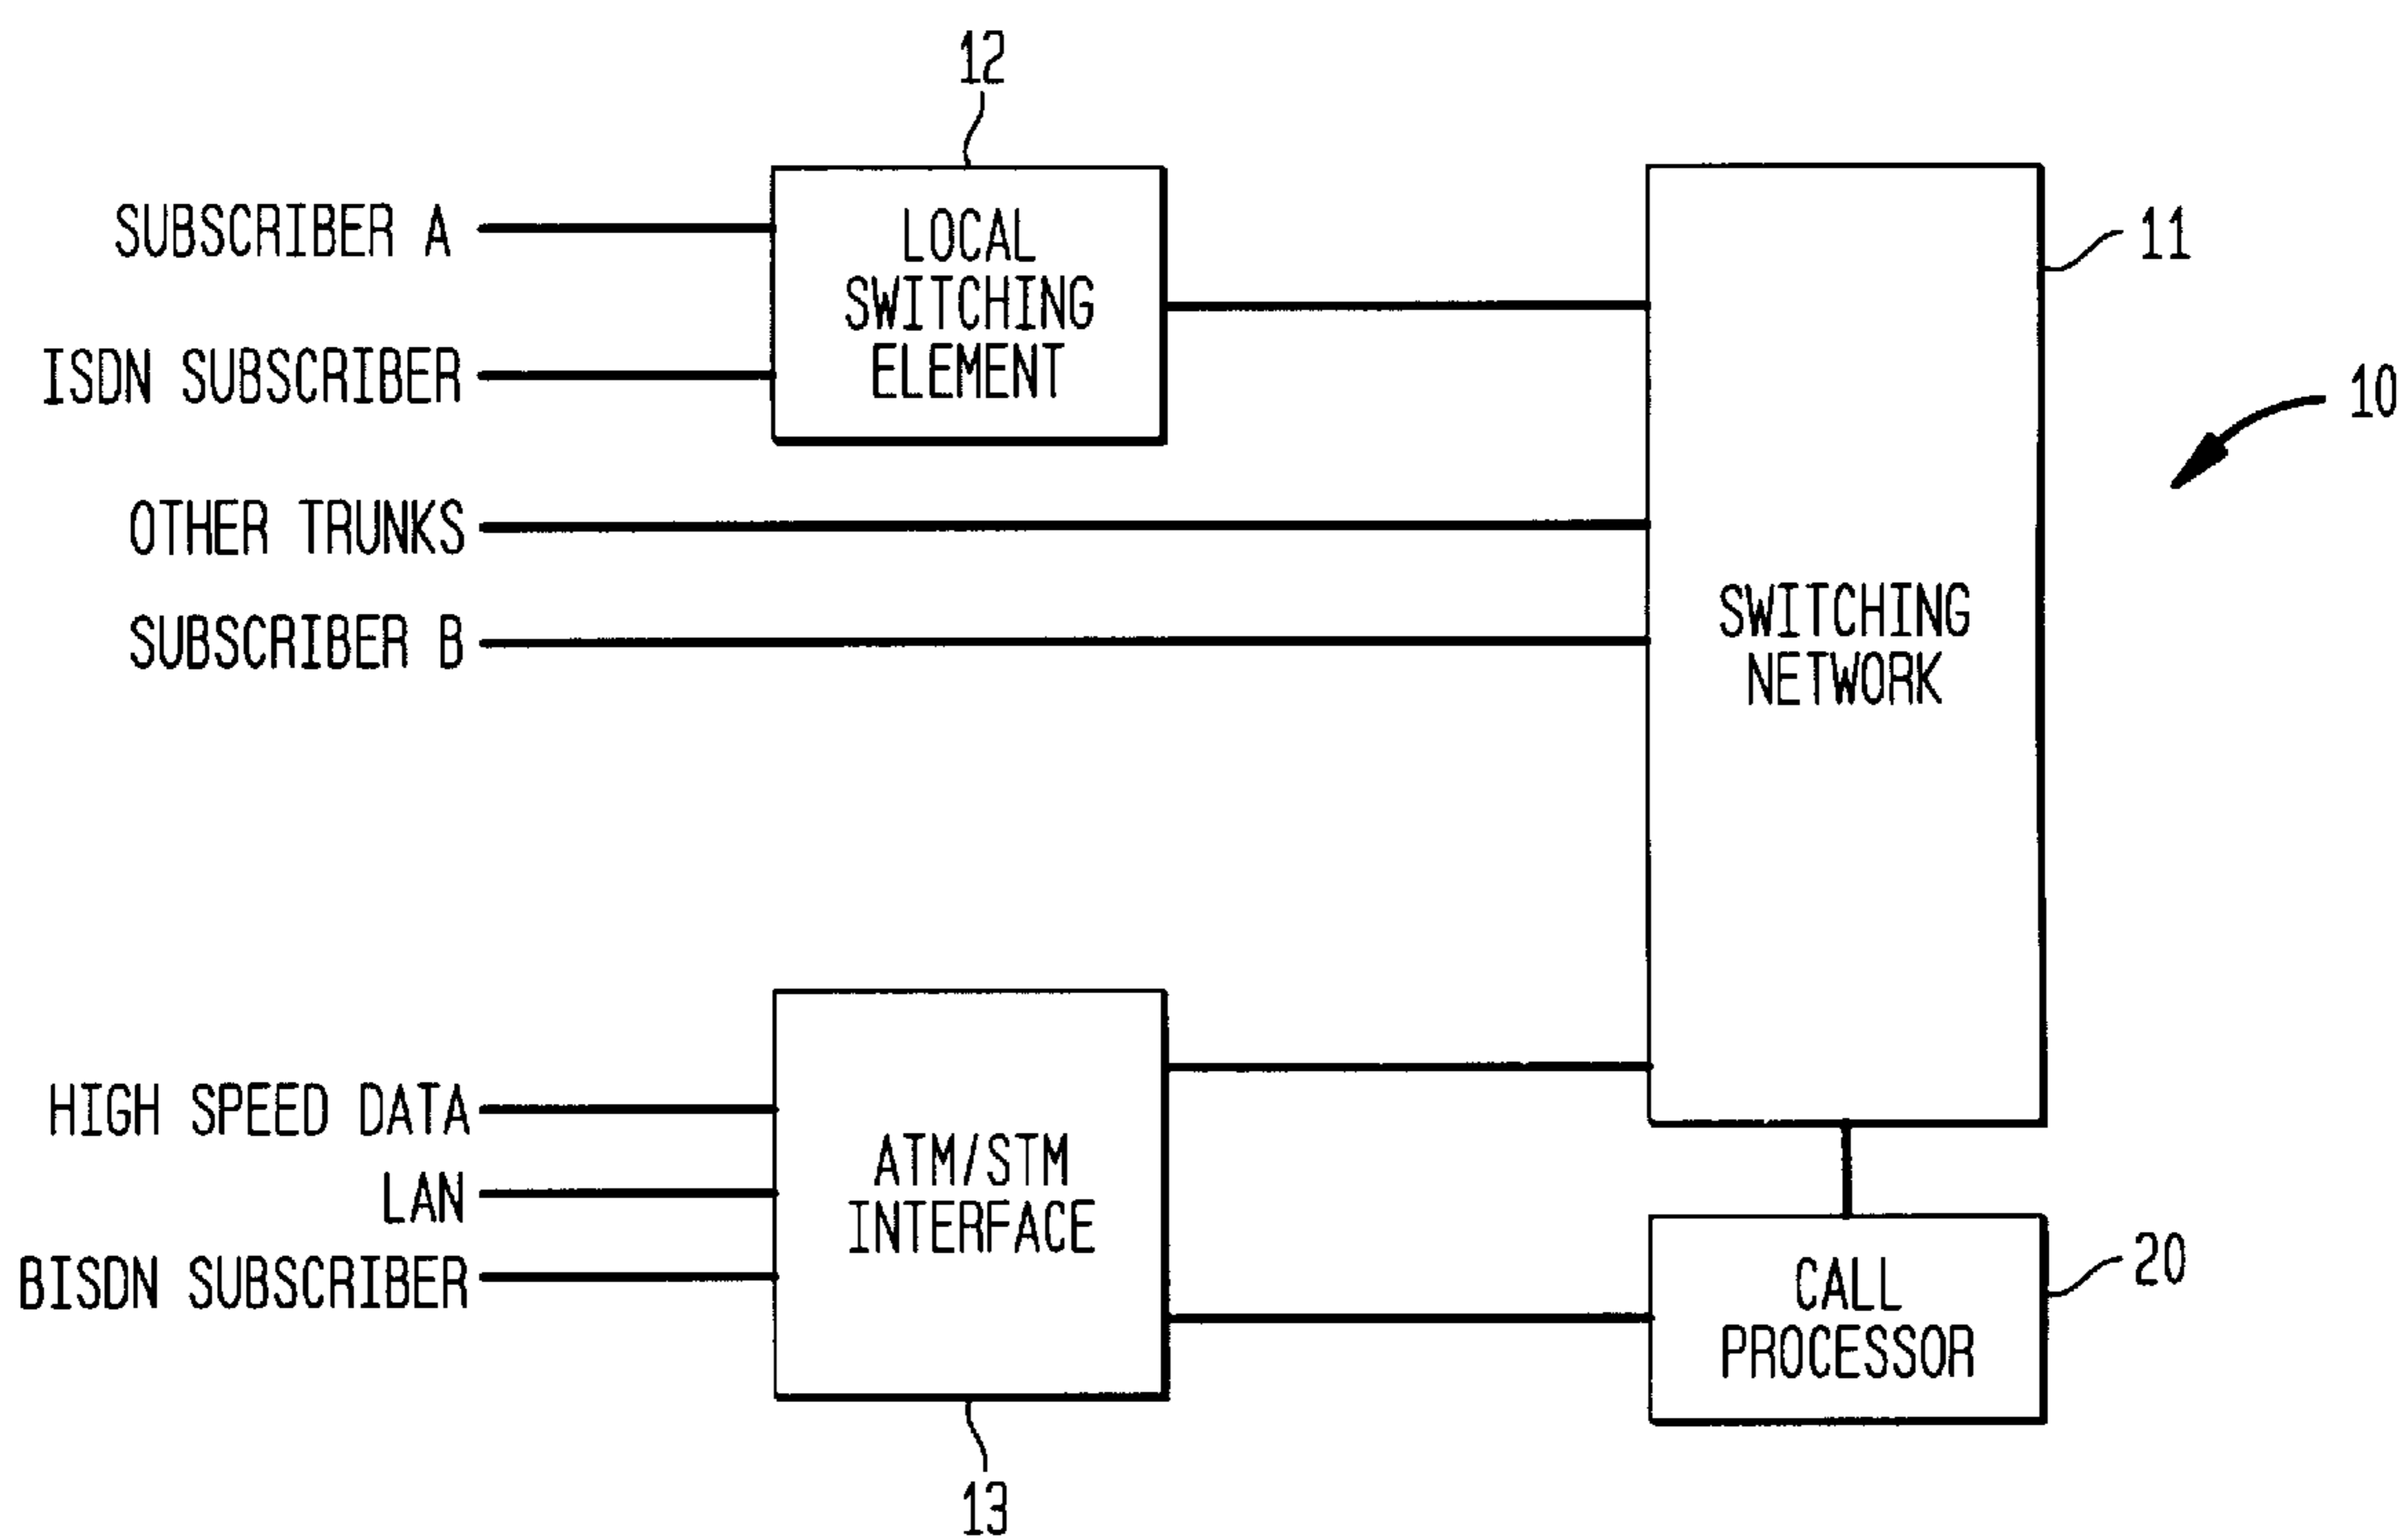 12
SUBSCRIBER A
LOCAL
SWITCHING
ELEMENT
11
ISDN SUBSCRIBER
10
OTHER TRUNKS
SUBSCRIBER B
SWITCHING
NETWORK
HIGH SPEED DATA
LAN
BISDN SUBSCRIBER
ATM/STM
INTERFACE
CALL
PROCESSOR
20
13